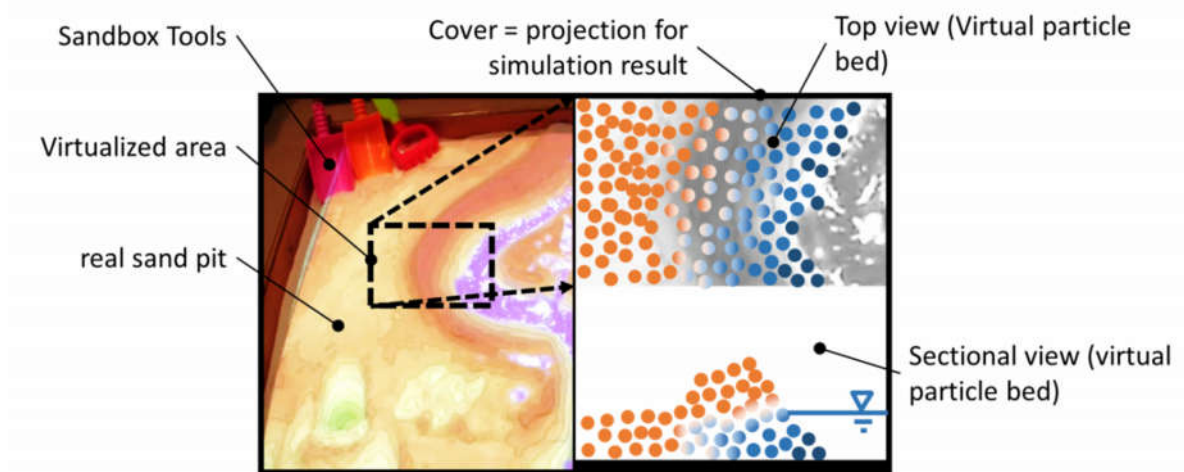 Sandbox Tools
Cover = projection for
simulation result
Top view (Virtual particle
bed)
Virtualized area
real sand pit
Sectional view (virtual
particle bed)